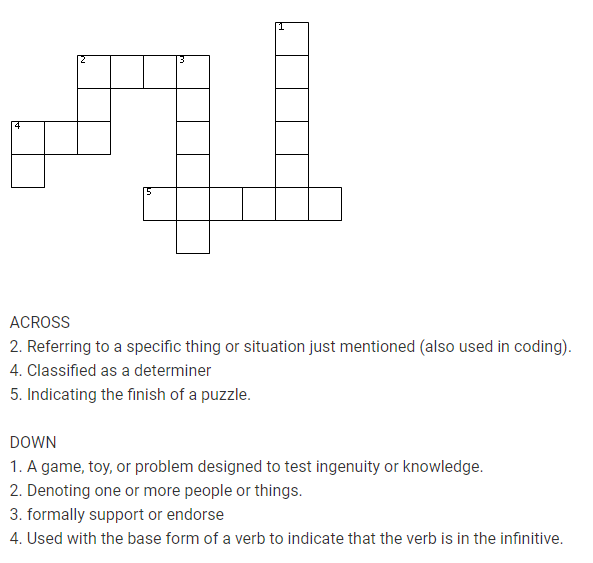 1
2
3
4
5
ACROSS
2. Referring to a specific thing or situation just mentioned (also used in coding).
4. Classified as a determiner
5. Indicating the finish of a puzzle.
DOWN
1. A game, toy, or problem designed to test ingenuity or knowledge.
2. Denoting one or more people or things.
3. formally support or endorse
4. Used with the base form of a verb to indicate that the verb is in the infinitive.